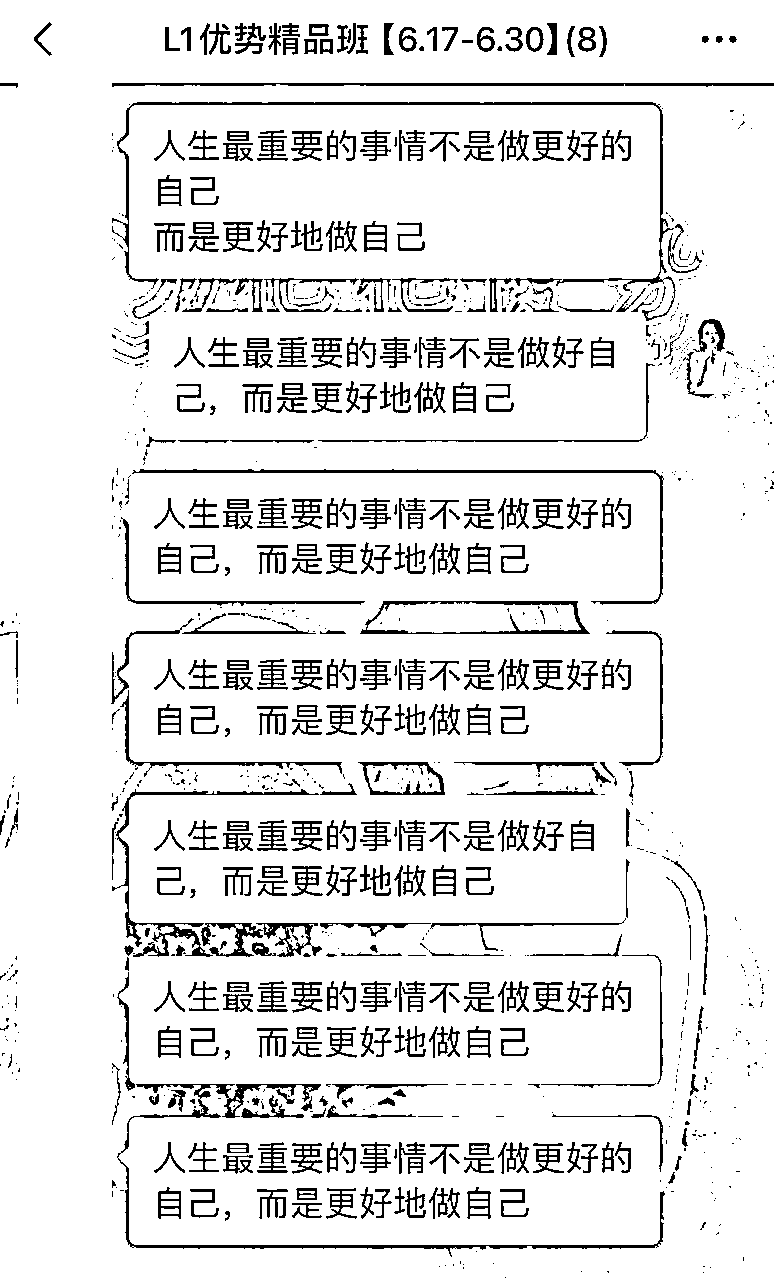 L1优势精品班【6.17-6.30】(8)
人生最重要的事情不是做更好的
自己
而是更好地做自己
人生最重要的事情不是做好自
己，而是更好地做自己
人生最重要的事情不是做更好的
自己，而是更好地做自己
人生最重要的事情不是做更好的
自己，而是更好地做自己
人生最重要的事情不是做好自
己，而是更好地做自己
人生最重要的事情不是做更好的
自己，而是更好地做自己
人生最重要的事情不是做更好的
自己，而是更好地做自己